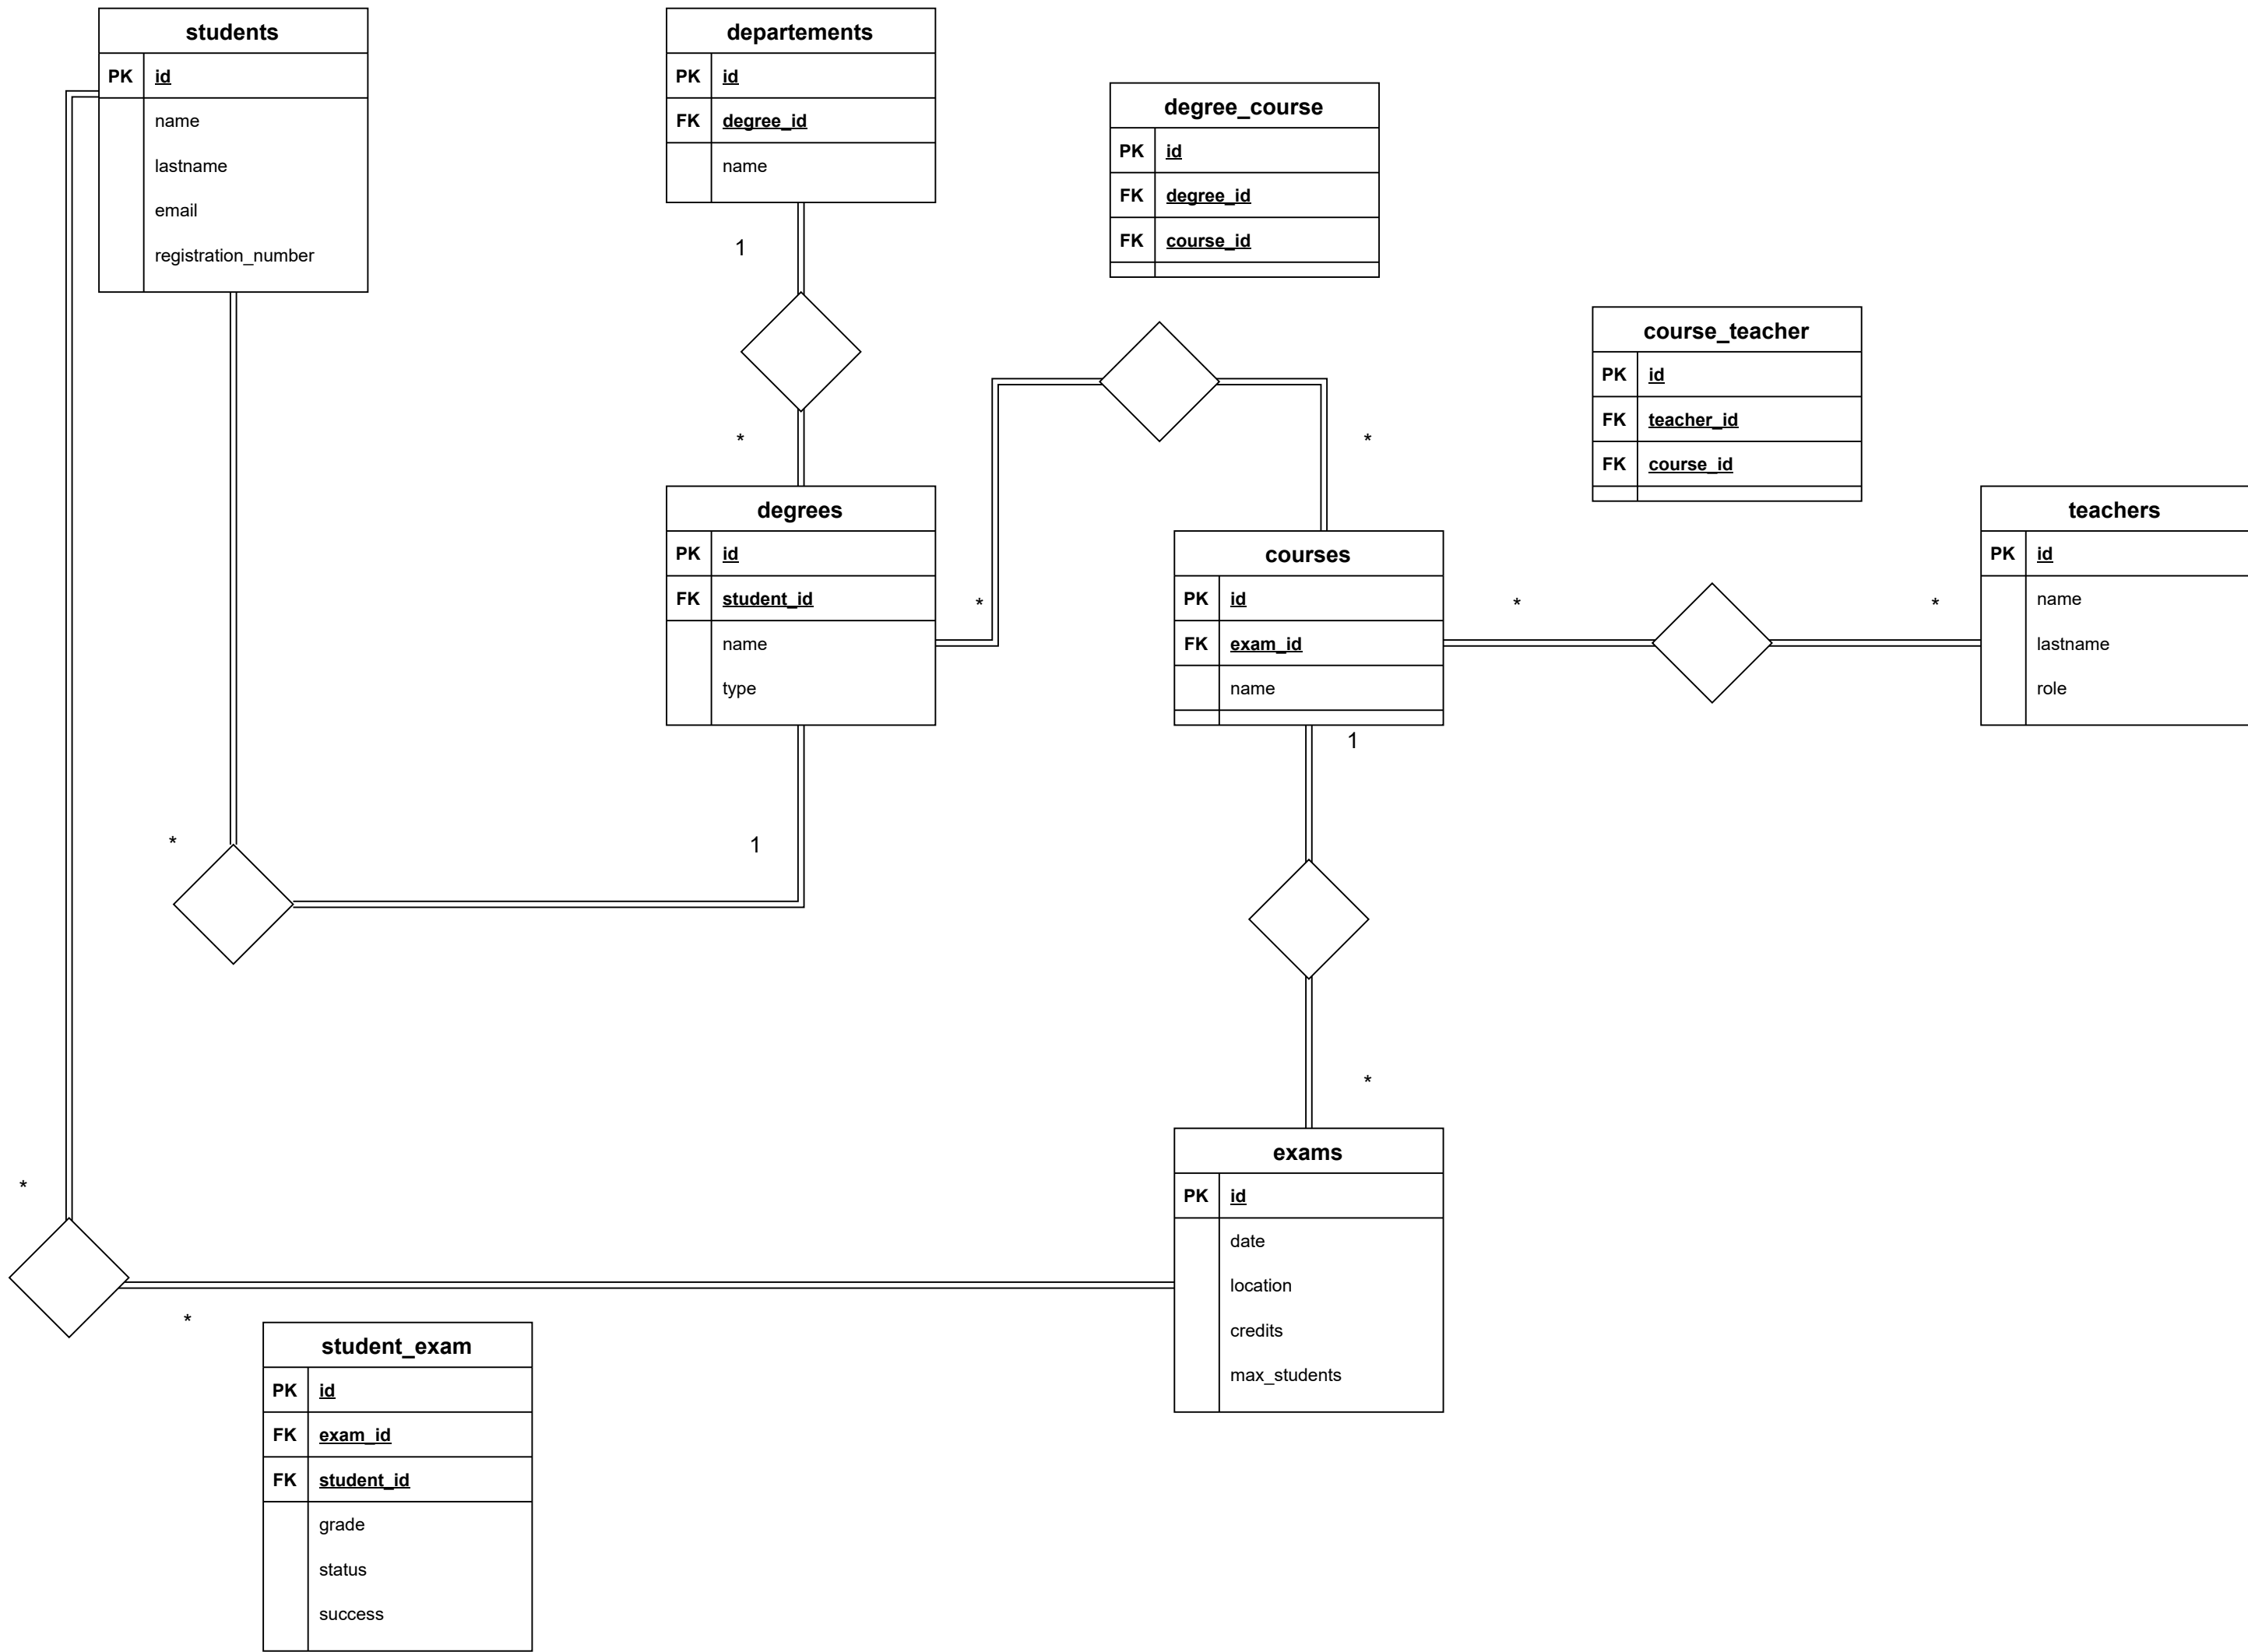 students
PK id
name
lastname
email
registration_number
departements
PK id
FK degree_id
name
degree_course
PK id
FK degree_id
FK course_id
course_teacher
PK id
FK teacher_id
FK course_id
1
*
*
degrees
PK id
FK student_id
name
type
*
courses
PK id
FK exam_id
name
*
*
teachers
PK id
name
lastname
role
1
*
1
*
exams
PK id
date
location
credits
max_students
*
*
student_exam
PK id
FK exam_id
FK student_id
grade
status
success